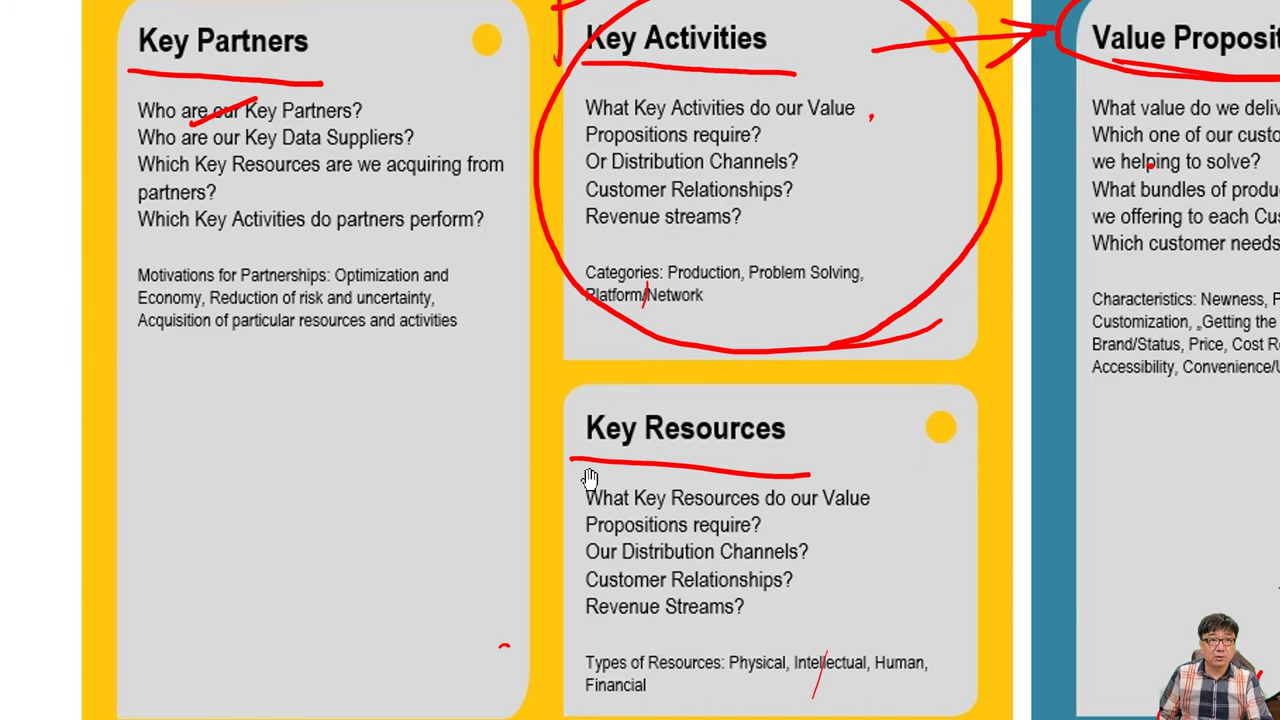 Key Partners
Who are our Key Partners?
Who are our Key Data Suppliers?
Which Key Resources are we acquiring from
partners?
Which Key Activities do partners perform?
Motivations for Partnerships: Optimization and
Economy, Reduction of risk and uncertainty,
Acquisition of particular resources and activities
Key Activities
What Key Activities do our Value
Propositions require?
Or Distribution Channels?
Customer Relationships?
Revenue streams?
Categories: Production, Problem Solving,
Platform/Network
Key Resources
What Key Resources do our Value
Propositions require?
Our Distribution Channels?
Customer Relationships?
Revenue Streams?
Types of Resources: Physical, Intellectual, Human,
Financial
Value Proposit
What value do we deli
Which one of our custo
we helping to solve?
What bundles of produ
we offering to each Cus
Which customer needs
Characteristics: Newness, P
Customization, „Getting the
Brand/Status, Price, Cost R
Accessibility, Convenience/U